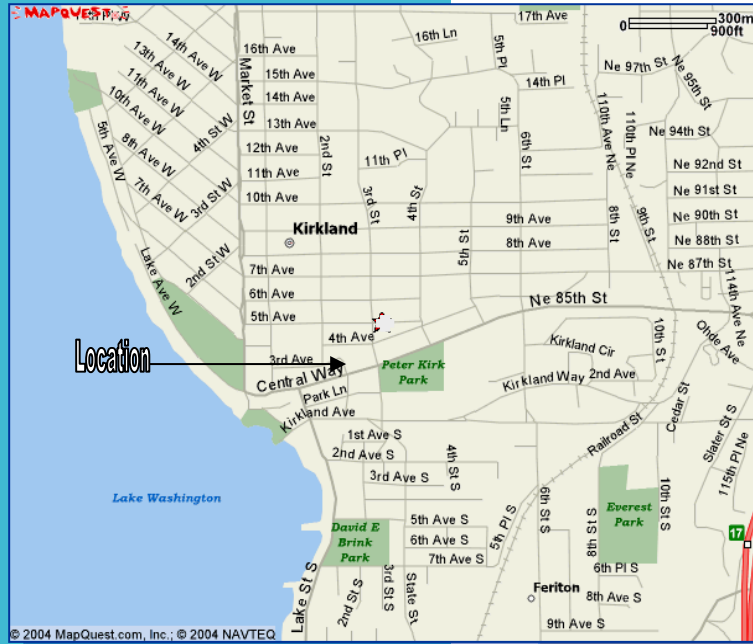 MAPQUEST
17th Ave
0 300m
900ft
16th Ln
5th Pl
14th Ave W
13th Ave W
16th Ave
Ne 97th St
Ne 95th St
15th Ave
11th Ave W
Market St
14th Pl
10th Ave W
14th Ave
5th Ln
110th Ave Ne
110th Pl Ne
13th Ave
4th St W
5th Ave W
Ne 94th St
8th Ave W
12th Ave
2nd St
6th St
11th Pl
Ne 92nd St
11th Ave
7th Ave W
3rd St W
10th Ave
3rd St
4th St
Ne 91st St
9th Ave
8th St
9th St
Ne 90th St
Kirkland
8th Ave
5th St
Ne 88th St
2nd St W
7th Ave
Ne 87th St
Lake Ave W
6th Ave
114th Ave Ne
5th Ave
Ne 85th St
4th Ave
10th St
Ohde Ave
Kirkland Cir
Location
3rd Ave
Central Way
Peter Kirk
Park
Kirkland Way
2nd Ave
Park Ln
Cedar St
Kirkland Ave
Slater St S
Railroad St
1st Ave S
2nd Ave S
4th St S
115th Pl Ne
3rd Ave S
Lake Washington
6th St S
8th St S
10th St S
Everest
Park
5th Pl S
David E
Brink
Park
5th Ave S
6th Ave S
7th Ave S
17
6th Pl S
Lake St S
2nd St S
3rd St S
State St
Feriton
8th Ave S
9th Ave S
© 2004 MapQuest.com, Inc.; © 2004 NAVTEQ